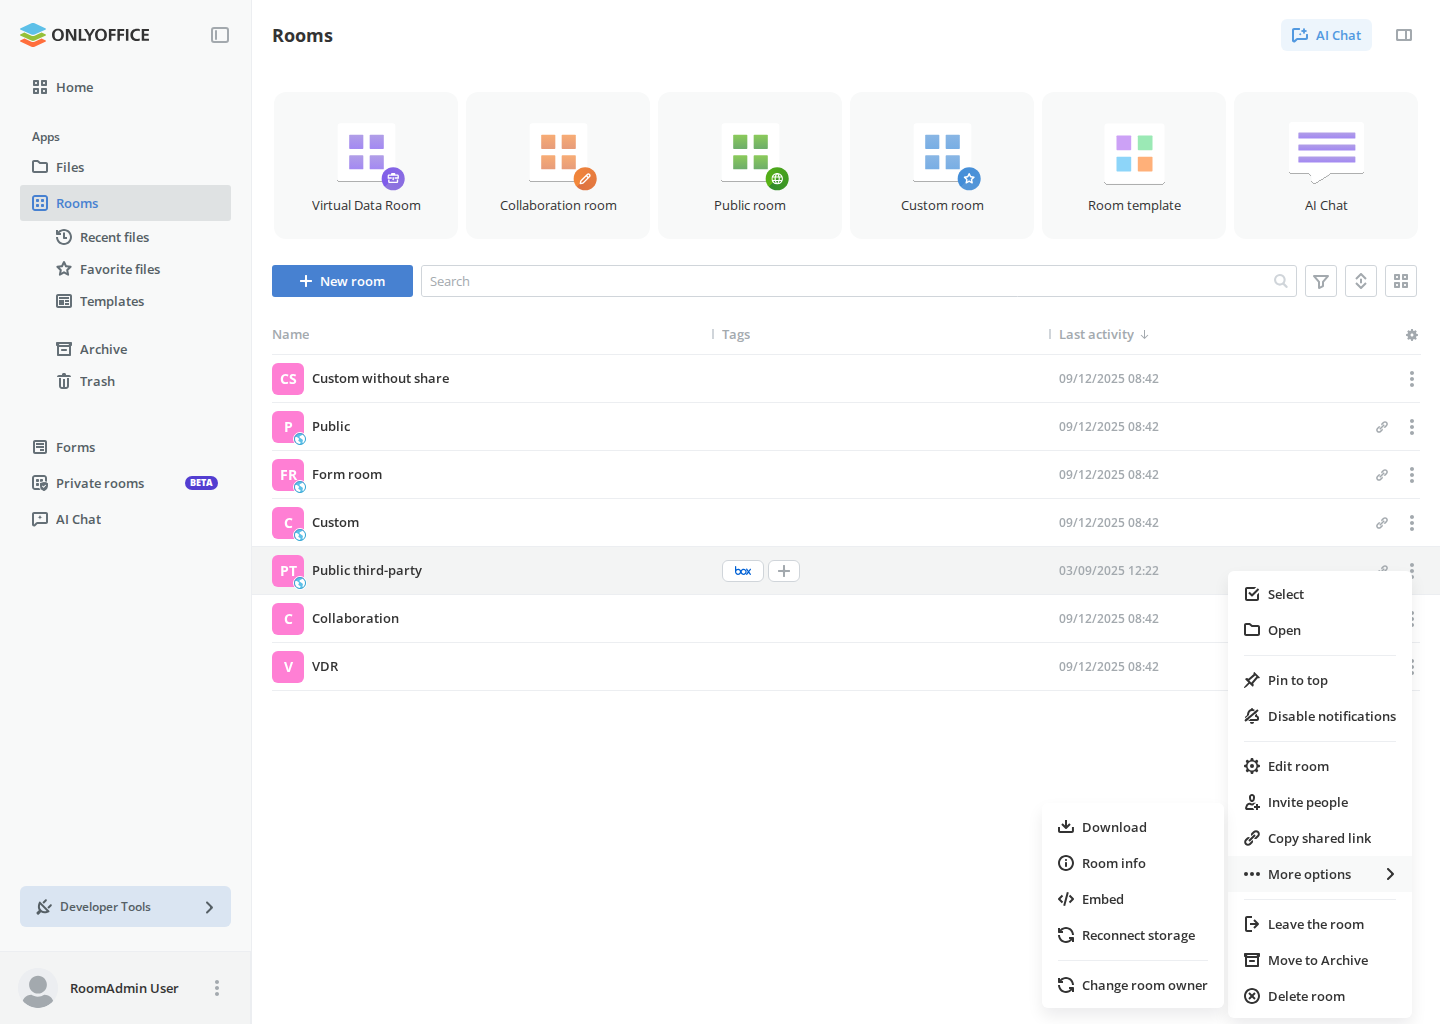 ONLYOFFICE
Home
Apps
Files
Rooms
Recent files
Favorite files
Templates
Archive
Trash
Forms
Private rooms BETA
AI Chat
Developer Tools
RoomAdmin User
Rooms
AI Chat
Virtual Data Room
Collaboration room
Public room
Custom room
Room template
AI Chat
New room
Search
Name Tags Last activity
CS Custom without share 09/12/2025 08:42
P Public 09/12/2025 08:42
FR Form room 09/12/2025 08:42
C Custom 09/12/2025 08:42
PT Public third-party box 03/09/2025 12:22
C Collaboration 09/12/2025 08:42
V VDR 09/12/2025 08:42
Select
Open
Pin to top
Disable notifications
Edit room
Invite people
Copy shared link
More options
Leave the room
Move to Archive
Delete room
Download
Room info
Embed
Reconnect storage
Change room owner